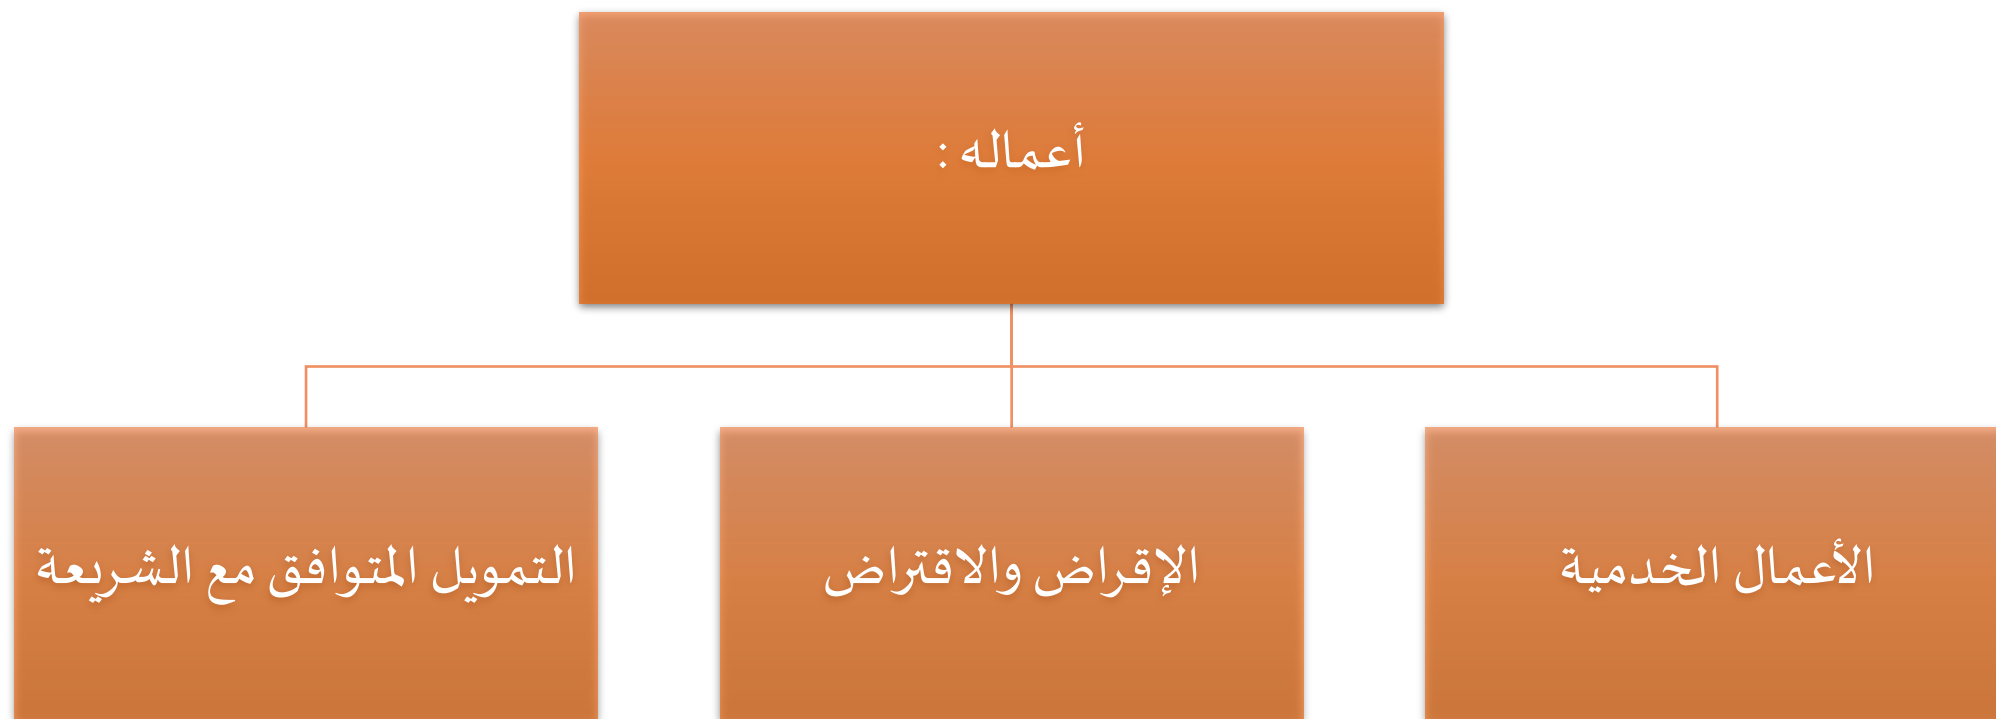 أعماله :
الأعمال الخدمية
الإقراض والاقتراض
التمويل المتوافق مع الشريعة